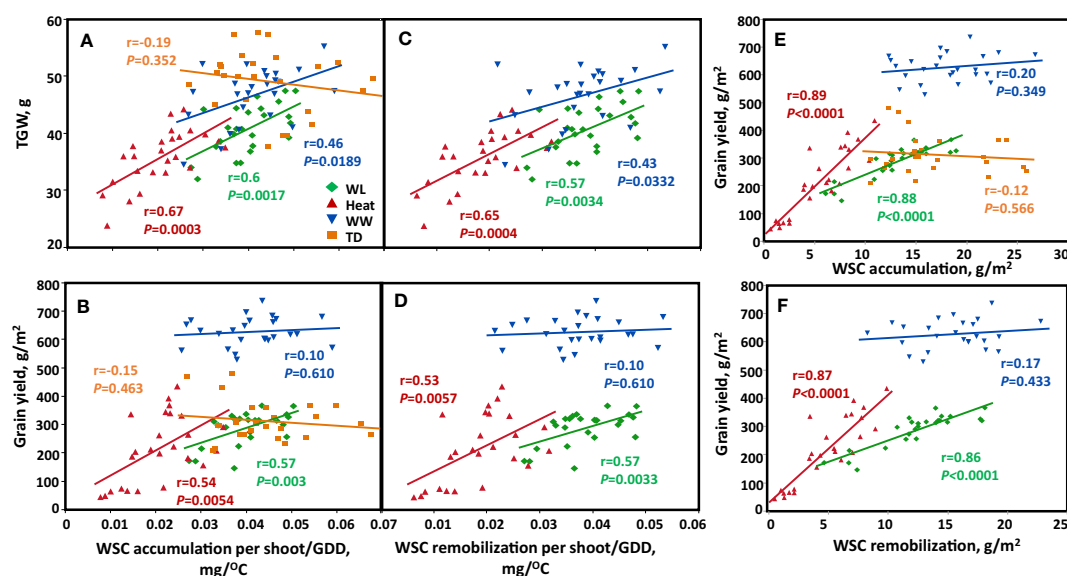 60
50
40
30
20
TGW, g
A
r=-0.19
P=0.352
r=0.46
P=0.0189
r=0.6
P=0.0017
r=0.67
P=0.0003
WL
Heat
WW
TD
C
r=0.43
P=0.0332
r=0.57
P=0.0034
r=0.65
P=0.0004
E
800
700
600
500
400
300
200
100
0
Grain yield, g/m2
r=0.20
P=0.349
r=0.89
P<0.0001
r=-0.12
P=0.566
r=0.88
P<0.0001
0 5 10 15 20 25 30
WSC accumulation, g/m2
B
800
700
600
500
400
300
200
100
0
Grain yield, g/m2
r=0.10
P=0.610
r=-0.15
P=0.463
r=0.57
P=0.003
r=0.54
P=0.0054
0 0.01 0.02 0.03 0.04 0.05 0.06 0.07
WSC accumulation per shoot/GDD,
mg/OC
D
r=0.10
P=0.610
r=0.53
P=0.0057
r=0.57
P=0.0033
0.01 0.02 0.03 0.04 0.05 0.06
WSC remobilization per shoot/GDD,
mg/OC
F
800
700
600
500
400
300
200
100
0
Grain yield, g/m2
r=0.17
P=0.433
r=0.87
P<0.0001
r=0.86
P<0.0001
0 5 10 15 20 25
WSC remobilization, g/m2